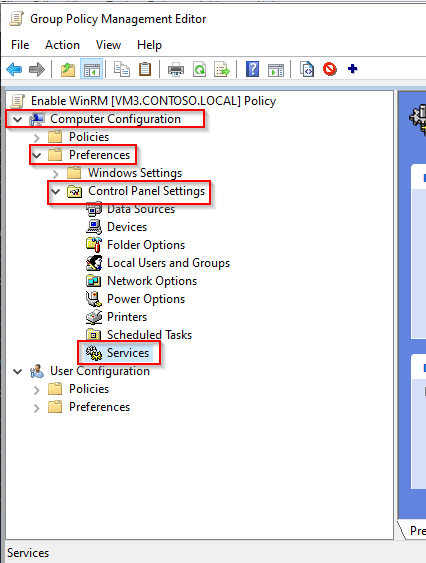 Group Policy Management Editor
File Action View Favorites Window Help
Enable WinRM [VM3.CONTOSO.LOCAL] Policy
Computer Configuration
Policies
Preferences
Windows Settings
Control Panel Settings
Data Sources
Devices
Folder Options
Local Users and Groups
Network Options
Power Options
Printers
Scheduled Tasks
Services
User Configuration
Policies
Preferences
Pre
Services